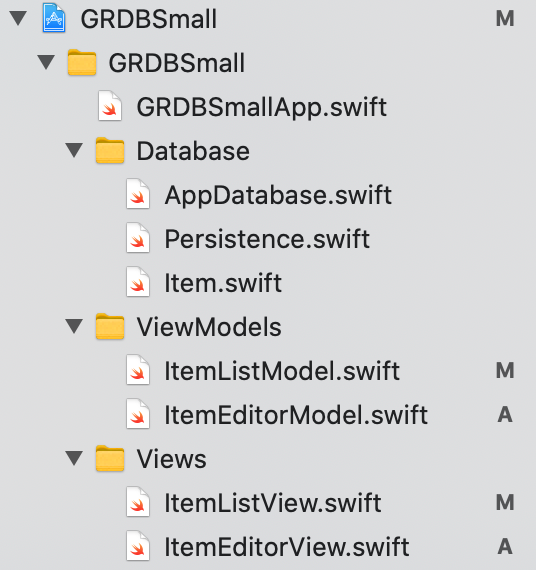 GRDBSmall M
GRDBSmall
GRDBSmallApp.swift
Database
AppDatabase.swift
Persistence.swift
Item.swift
ViewModels
ItemListModel.swift M
ItemEditorModel.swift A
Views
ItemListView.swift M
ItemEditorView.swift A